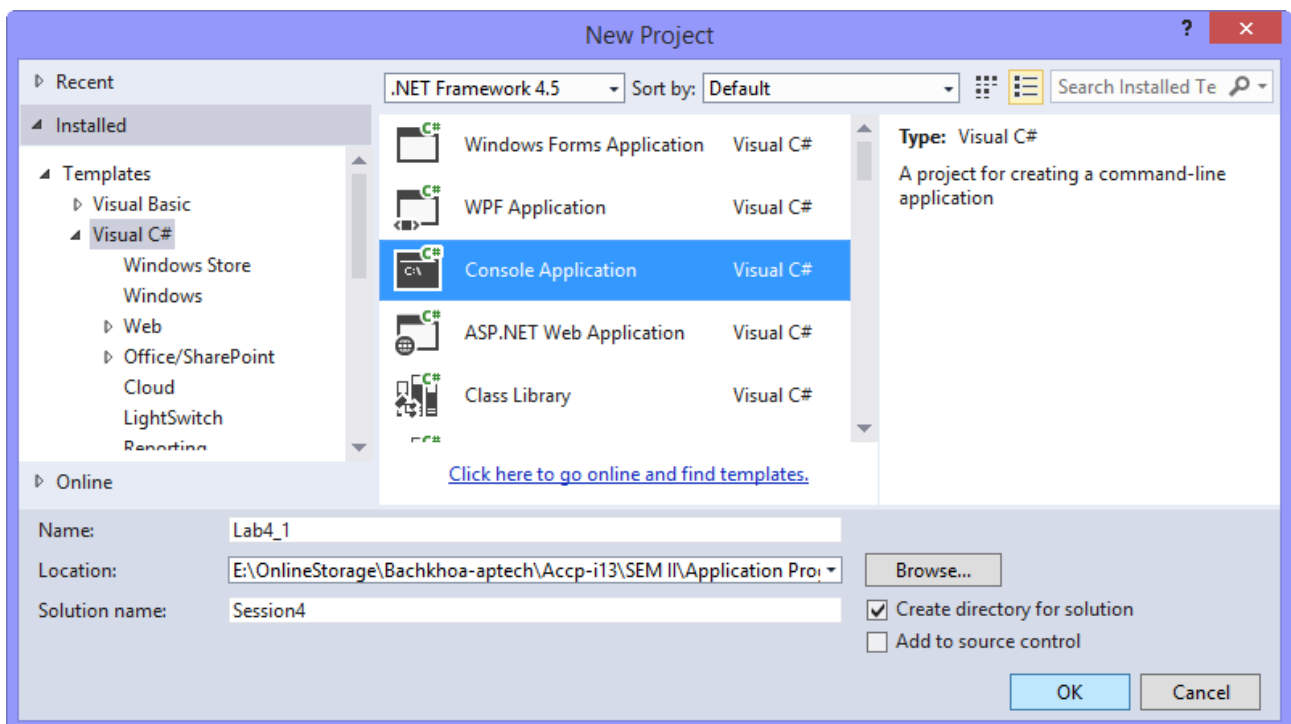 New Project
?
Recent
.NET Framework 4.5
Sort by:
Default
Search Installed Te
Installed
Templates
Visual Basic
Visual C#
Windows Store
Windows
Web
Office/SharePoint
Cloud
LightSwitch
Reporting
Online
C# Windows Forms Application Visual C#
C# WPF Application Visual C#
C# C:\ Console Application Visual C#
C# ASP.NET Web Application Visual C#
C# Class Library Visual C#
C#
Click here to go online and find templates.
Type: Visual C#
A project for creating a command-line
application
Name: Lab4_1
Location: E:\OnlineStorage\Bachkhoa-aptech\Accp-i13\SEM II\Application Pro
Browse...
Solution name: Session4
Create directory for solution
Add to source control
OK
Cancel